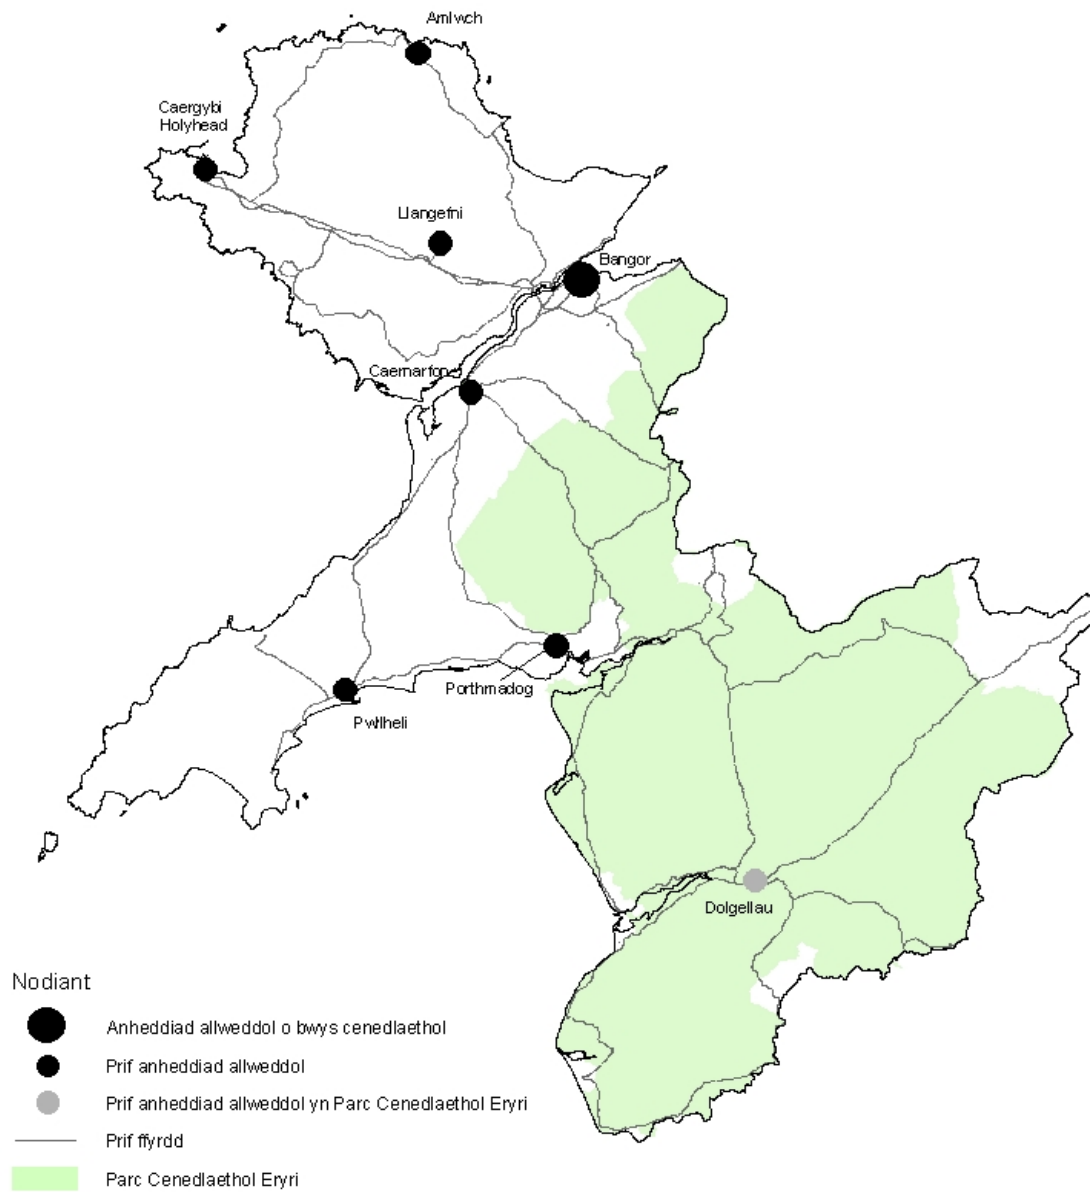 Amlwch
Caergybi
Holyhead
Llangefni
Bangor
Caernarfon
Porthmadog
Pwllheli
Dolgellau
Nodiant
Anheddiad allweddol o bwys cenedlaethol
Prif anheddiad allweddol
Prif anheddiad allweddol yn Parc Cenedlaethol Eryri
Prif ffyrdd
Parc Cenedlaethol Eryri